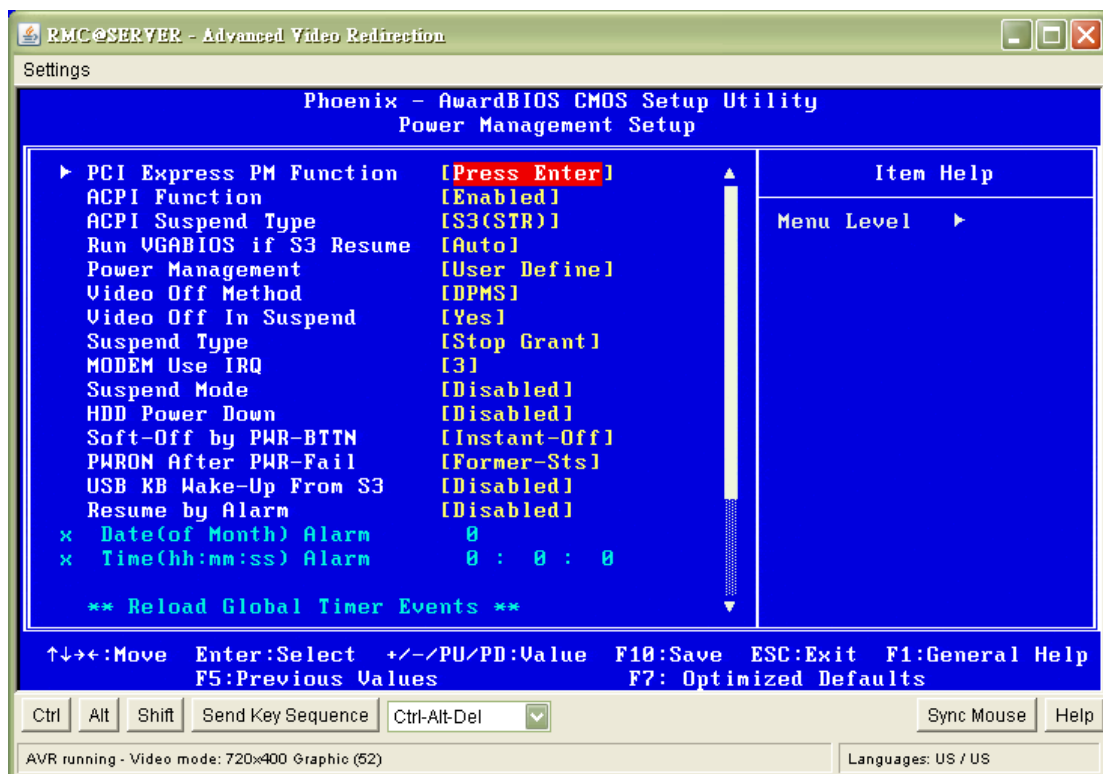 RMC@SERVER - Advanced Video Redirection
Settings
Phoenix - AwardBIOS CMOS Setup Utility
Power Management Setup
▶ PCI Express PM Function [Press Enter]
ACPI Function [Enabled]
ACPI Suspend Type [S3(STR)]
Run VGABIOS if S3 Resume [Auto]
Power Management [User Define]
Video Off Method [DPMS]
Video Off In Suspend [Yes]
Suspend Type [Stop Grant]
MODEM Use IRQ [3]
Suspend Mode [Disabled]
HDD Power Down [Disabled]
Soft-Off by PWR-BTTN [Instant-Off]
PWRON After PWR-Fail [Former-Sts]
USB KB Wake-Up From S3 [Disabled]
Resume by Alarm [Disabled]
x Date(of Month) Alarm 0
x Time(hh:mm:ss) Alarm 0 : 0 : 0
** Reload Global Timer Events **
Item Help
Menu Level ▶
↑↓→←:Move Enter:Select +/-/PU/PD:Value F10:Save ESC:Exit F1:General Help
F5:Previous Values F7: Optimized Defaults
Ctrl Alt Shift Send Key Sequence Ctrl-Alt-Del Sync Mouse Help
AVR running - Video mode: 720x400 Graphic (52) Languages: US / US